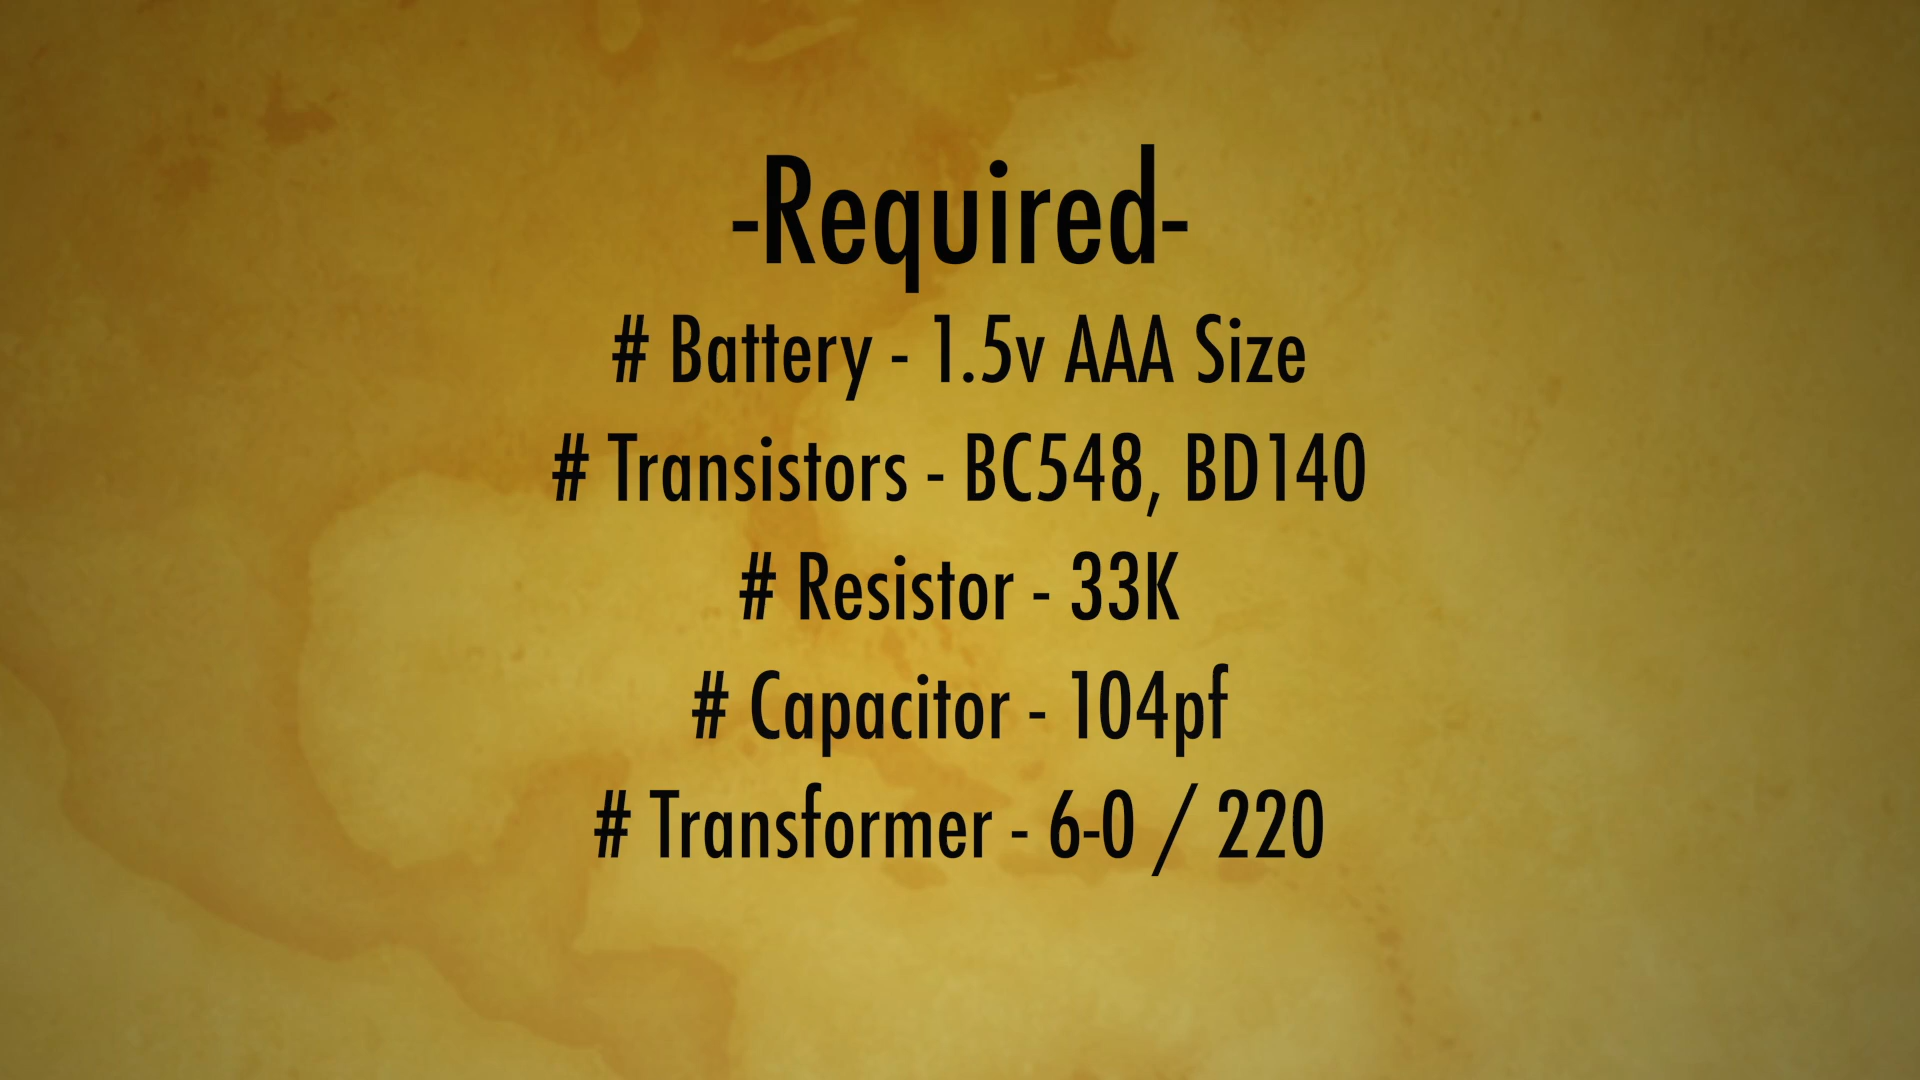 -Required-
# Battery - 1.5v AAA Size
# Transistors - BC548, BD140
# Resistor - 33K
# Capacitor - 104pf
# Transformer - 6-0 / 220